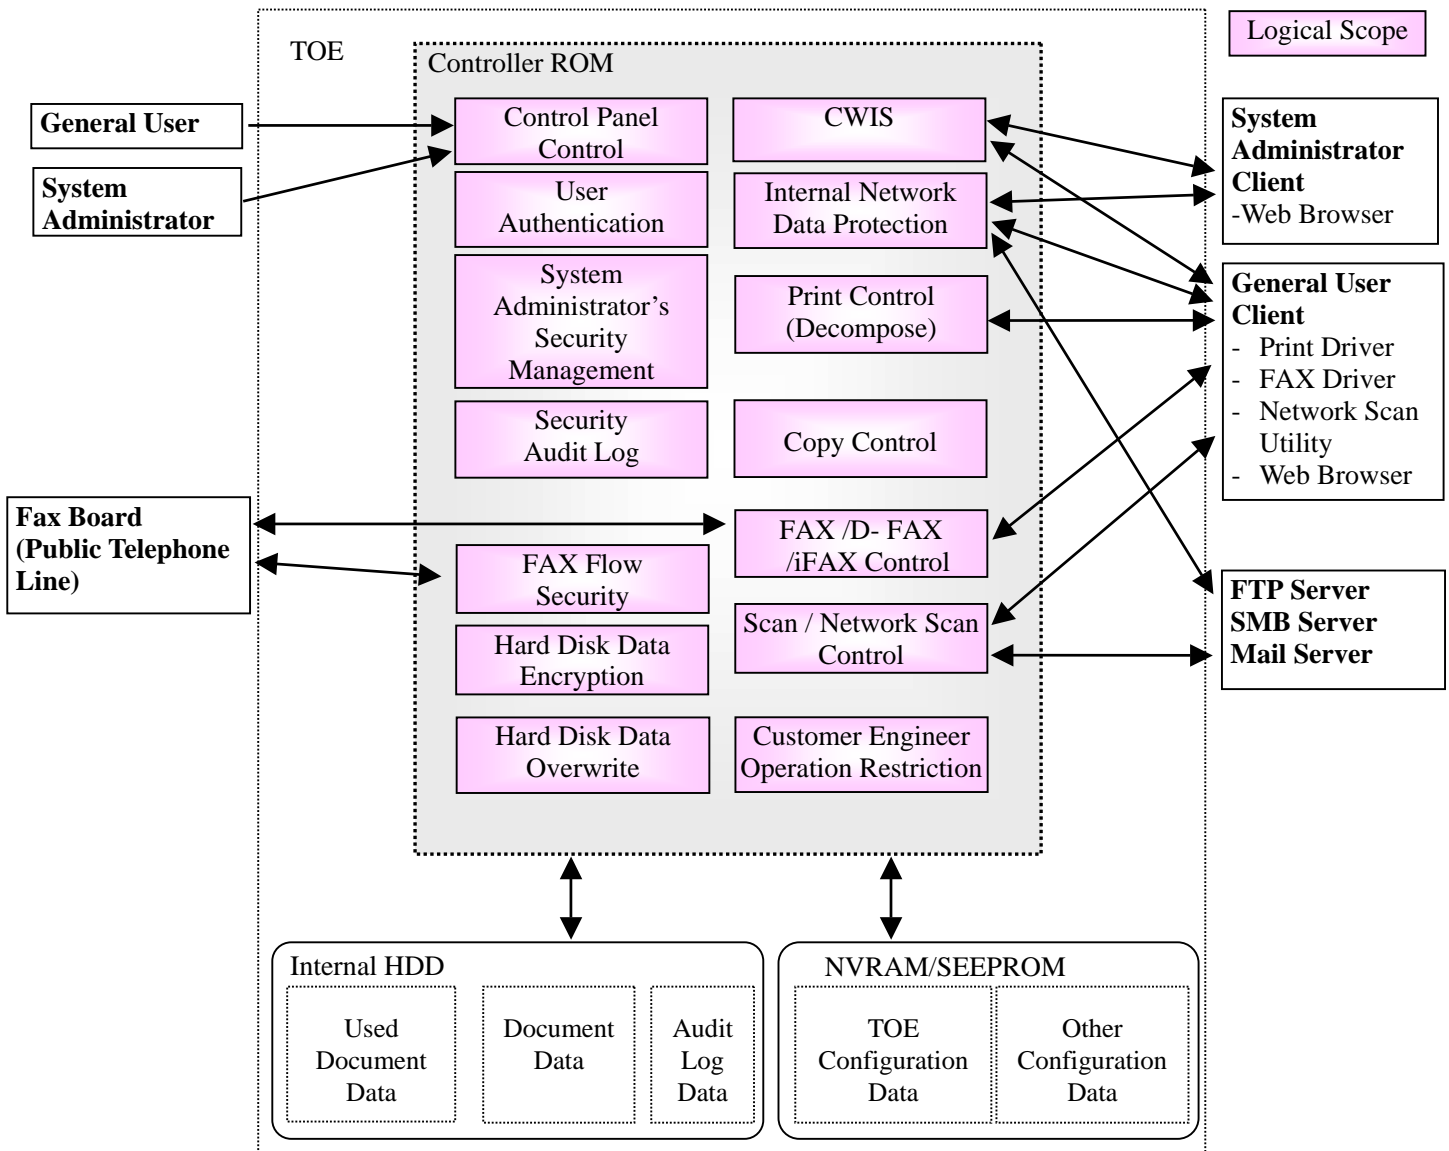 TOE
Logical Scope
Controller ROM
General User
System
Administrator
Fax Board
(Public Telephone
Line)
Control Panel
Control
User
Authentication
System
Administrator’s
Security
Management
Security
Audit Log
FAX Flow
Security
Hard Disk Data
Encryption
Hard Disk Data
Overwrite
CWIS
Internal Network
Data Protection
Print Control
(Decompose)
Copy Control
FAX /D- FAX
/iFAX Control
Scan / Network Scan
Control
Customer Engineer
Operation Restriction
System
Administrator
Client
-Web Browser
General User
Client
- Print Driver
- FAX Driver
- Network Scan
Utility
- Web Browser
FTP Server
SMB Server
Mail Server
Internal HDD
Used
Document
Data
Document
Data
Audit
Log
Data
NVRAM/SEEPROM
TOE
Configuration
Data
Other
Configuration
Data